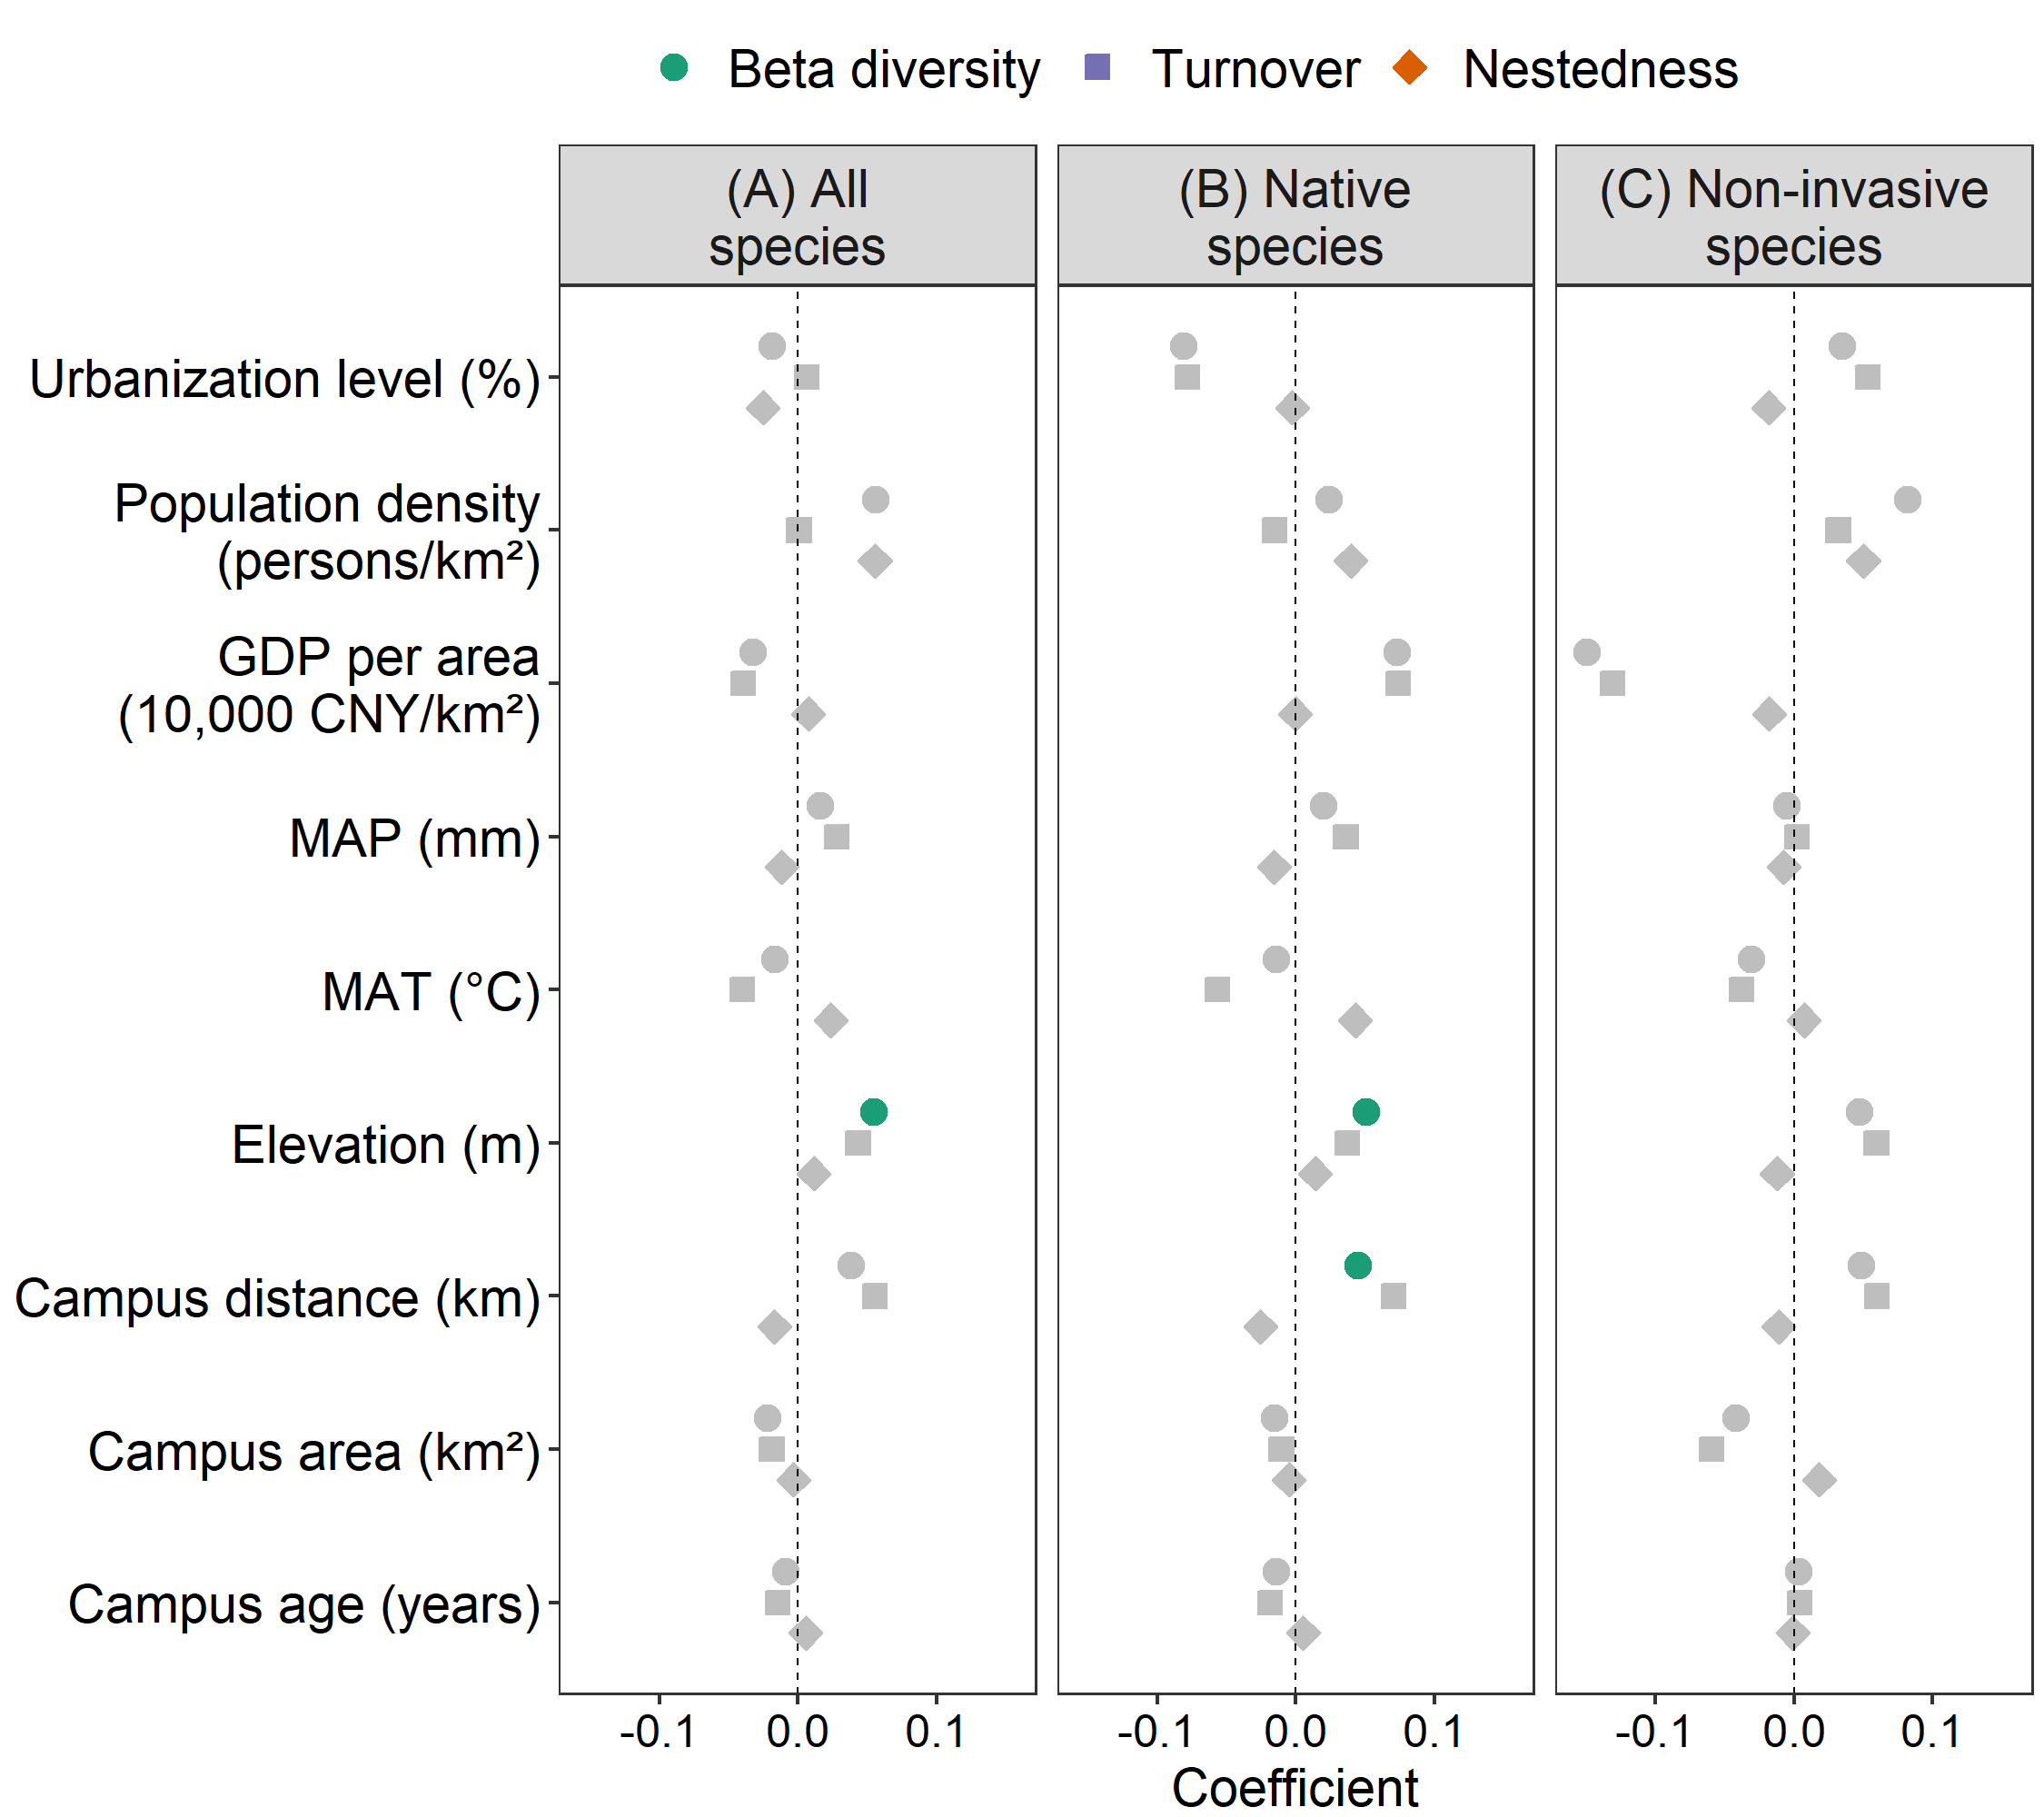 Beta diversity Turnover Nestedness
(A) All
species
(B) Native
species
(C) Non-invasive
species
Urbanization level (%)
Population density
(persons/km²)
GDP per area
(10,000 CNY/km²)
MAP (mm)
MAT (°C)
Elevation (m)
Campus distance (km)
Campus area (km²)
Campus age (years)
-0.1 0.0 0.1 -0.1 0.0 0.1 -0.1 0.0 0.1
Coefficient